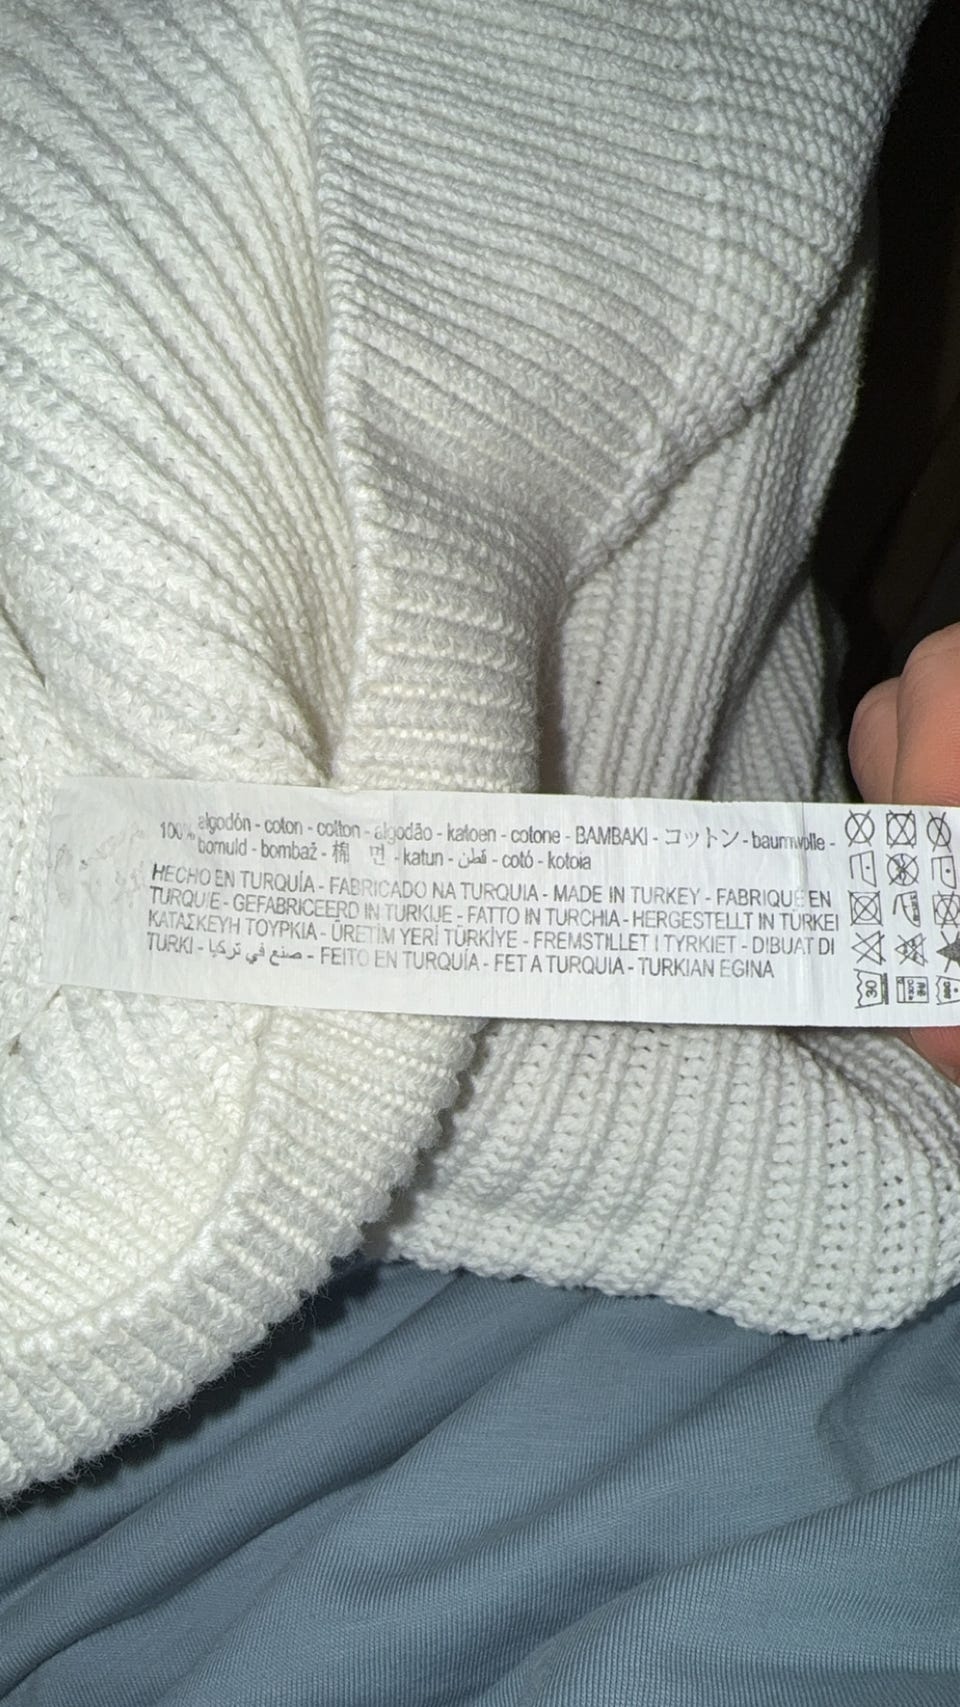 100% algodón - coton - cotton - algodão - katoen - cotone - BAMBAKI - コットン - baumwolle -
bomuld - bombaž - 棉 면 - katun - قطن - cotó - kotoia
HECHO EN TURQUÍA - FABRICADO NA TURQUIA - MADE IN TURKEY - FABRIQUE EN
TURQUIE - GEFABRICEERD IN TURKIJE - FATTO IN TURCHIA - HERGESTELLT IN TÜRKEI
ΚΑΤΑΣΚΕΥΗ ΤΟΥΡΚΙΑ - ÜRETİM YERİ TÜRKİYE - FREMSTILLET I TYRKIET - DIBUAT DI
TURKI - صنع في تركيا - FEITO EN TURQUÍA - FET A TURQUIA - TURKIAN EGINA
30